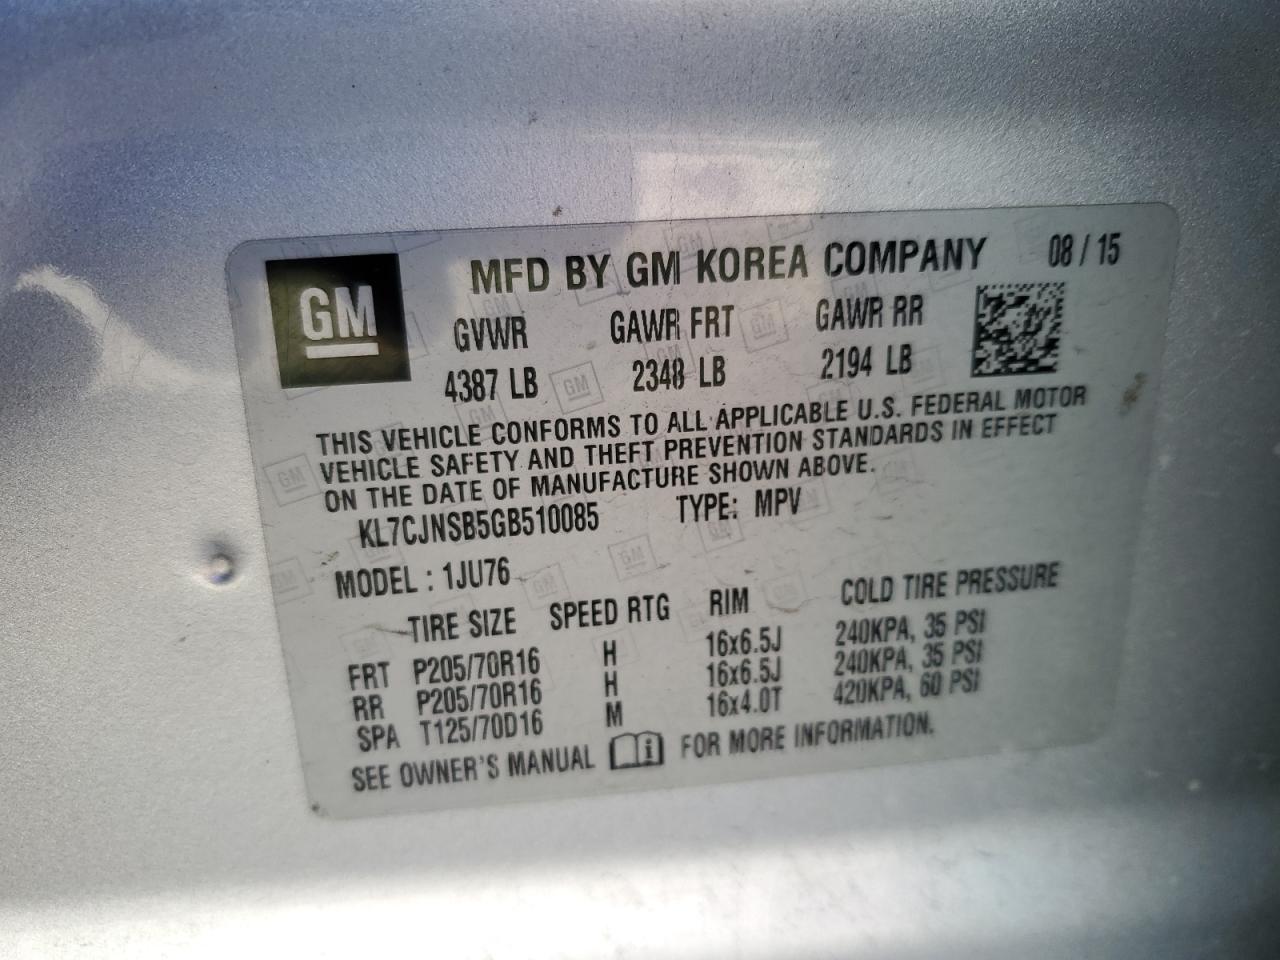 GM
MFD BY GM KOREA COMPANY 08 / 15
GVWR GAWR FRT GAWR RR
4387 LB 2348 LB 2194 LB
THIS VEHICLE CONFORMS TO ALL APPLICABLE U.S. FEDERAL MOTOR
VEHICLE SAFETY AND THEFT PREVENTION STANDARDS IN EFFECT
ON THE DATE OF MANUFACTURE SHOWN ABOVE.
KL7CJNSB5GB510085 TYPE: MPV
MODEL : 1JU76
TIRE SIZE SPEED RTG RIM COLD TIRE PRESSURE
FRT P205/70R16 H 16x6.5J 240KPA, 35 PSI
RR P205/70R16 H 16x6.5J 240KPA, 35 PSI
SPA T125/70D16 M 16x4.0T 420KPA, 60 PSI
SEE OWNER'S MANUAL FOR MORE INFORMATION.